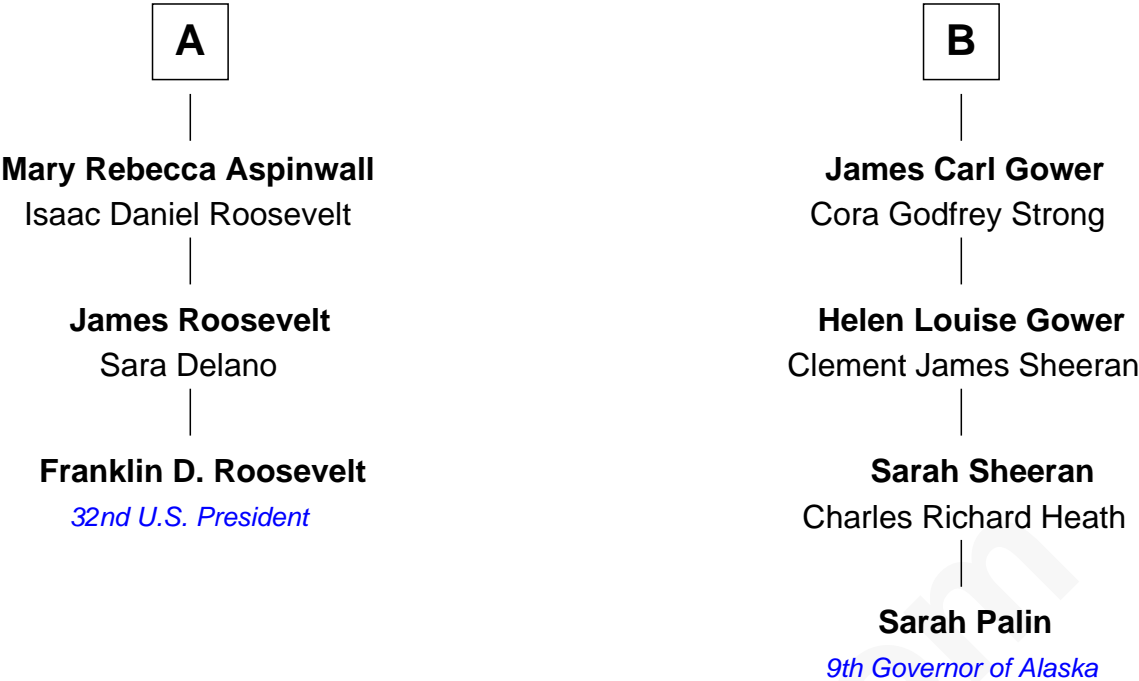 A
Mary Rebecca Aspinwall
Isaac Daniel Roosevelt
James Roosevelt
Sara Delano
Franklin D. Roosevelt
32nd U.S. President
B
James Carl Gower
Cora Godfrey Strong
Helen Louise Gower
Clement James Sheeran
Sarah Sheeran
Charles Richard Heath
Sarah Palin
9th Governor of Alaska